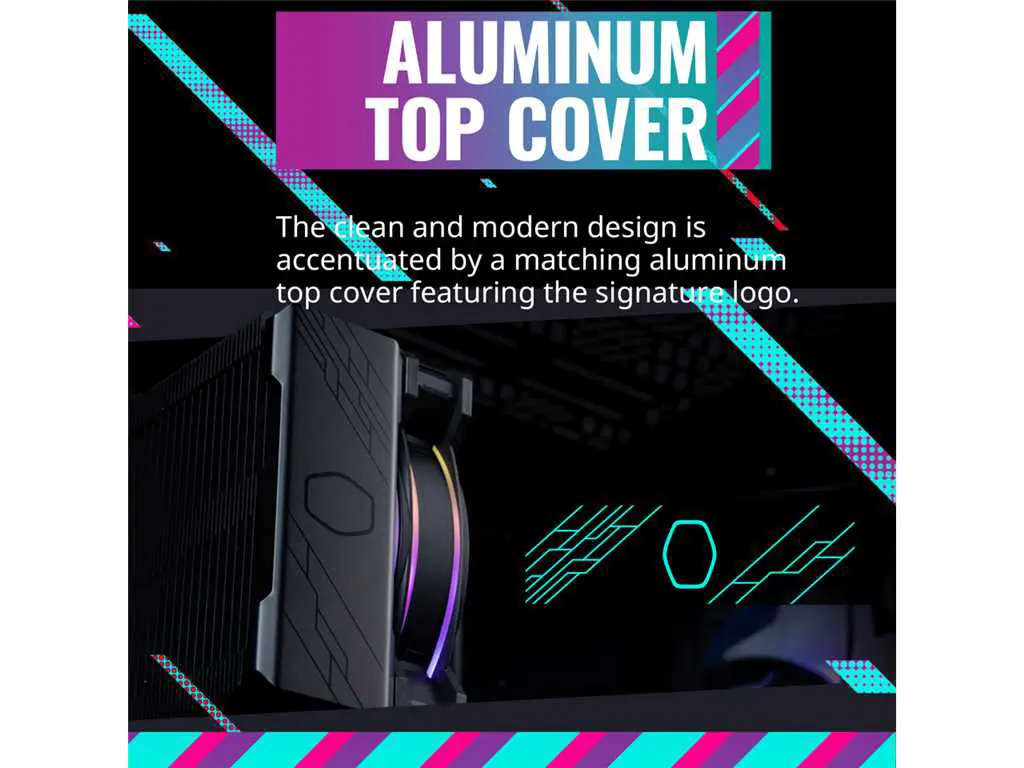 ALUMINUM
TOP COVER
The clean and modern design is
accentuated by a matching aluminum
top cover featuring the signature logo.